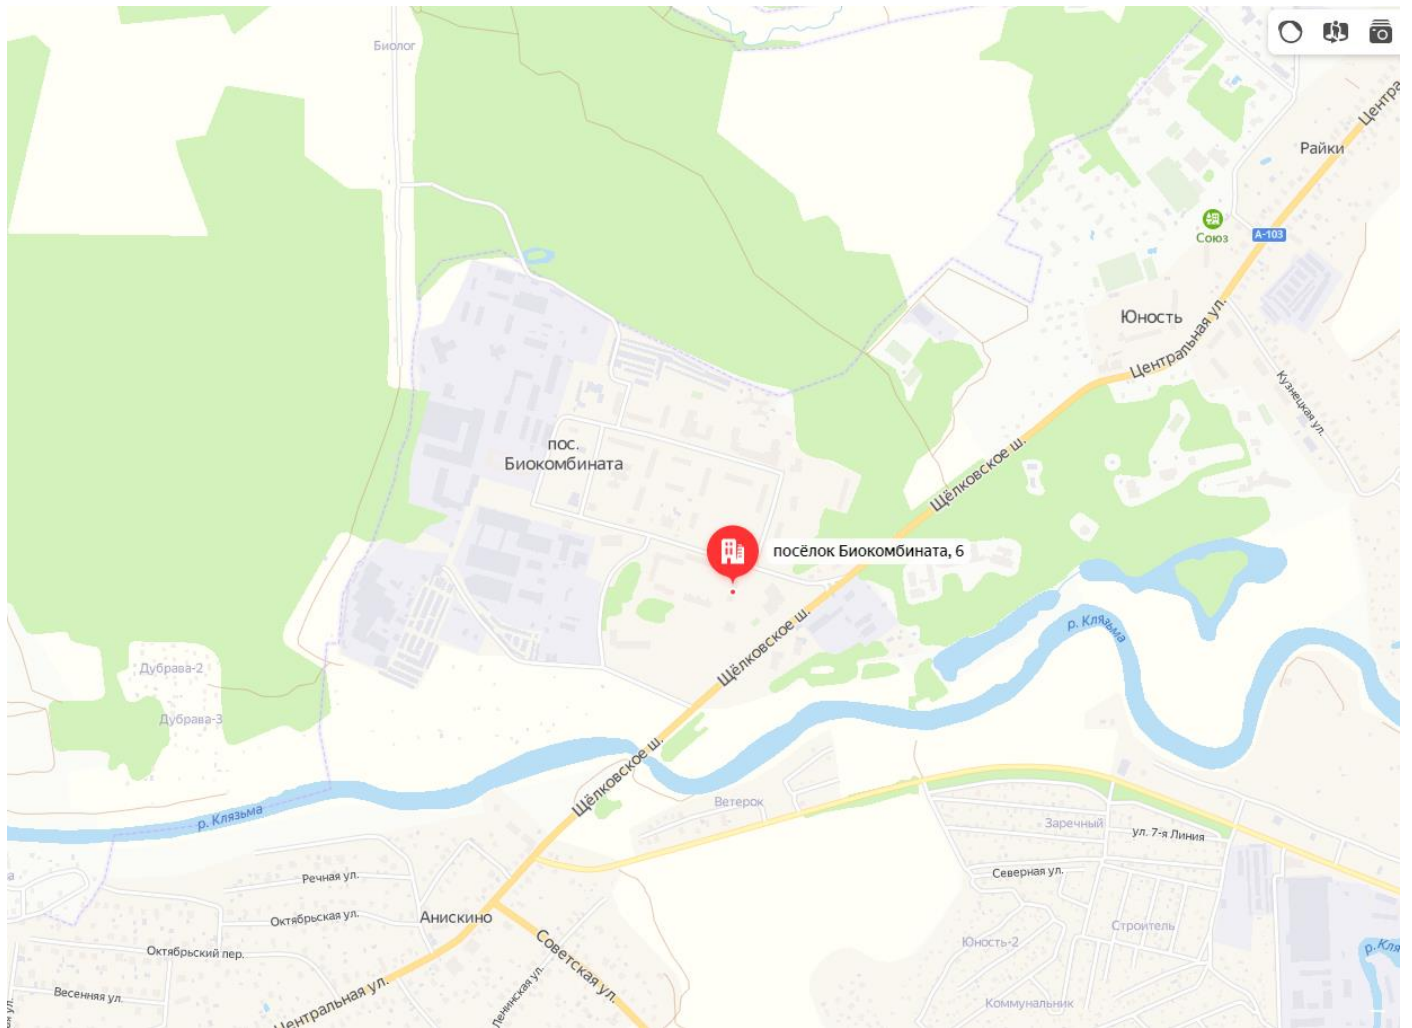 Биолог
Центра
Райки
Союз
А-103
Юность
Центральная ул.
Кузнецкая ул.
пос.
Биокомбината
Щёлковское ш.
посёлок Биокомбината, 6
р. Клязьма
Щёлковское ш.
Дубрава-2
Дубрава-3
Щёлковское ш.
р. Клязьма
Ветерок
Заречный
ул. 7-я Линия
Речная ул.
Северная ул.
Октябрьская ул.
Анискино
Строитель
Советская ул.
Юность-2
р. Кля
Октябрьский пер.
Весенняя ул.
Центральная ул.
Ленинская ул.
Коммунальник